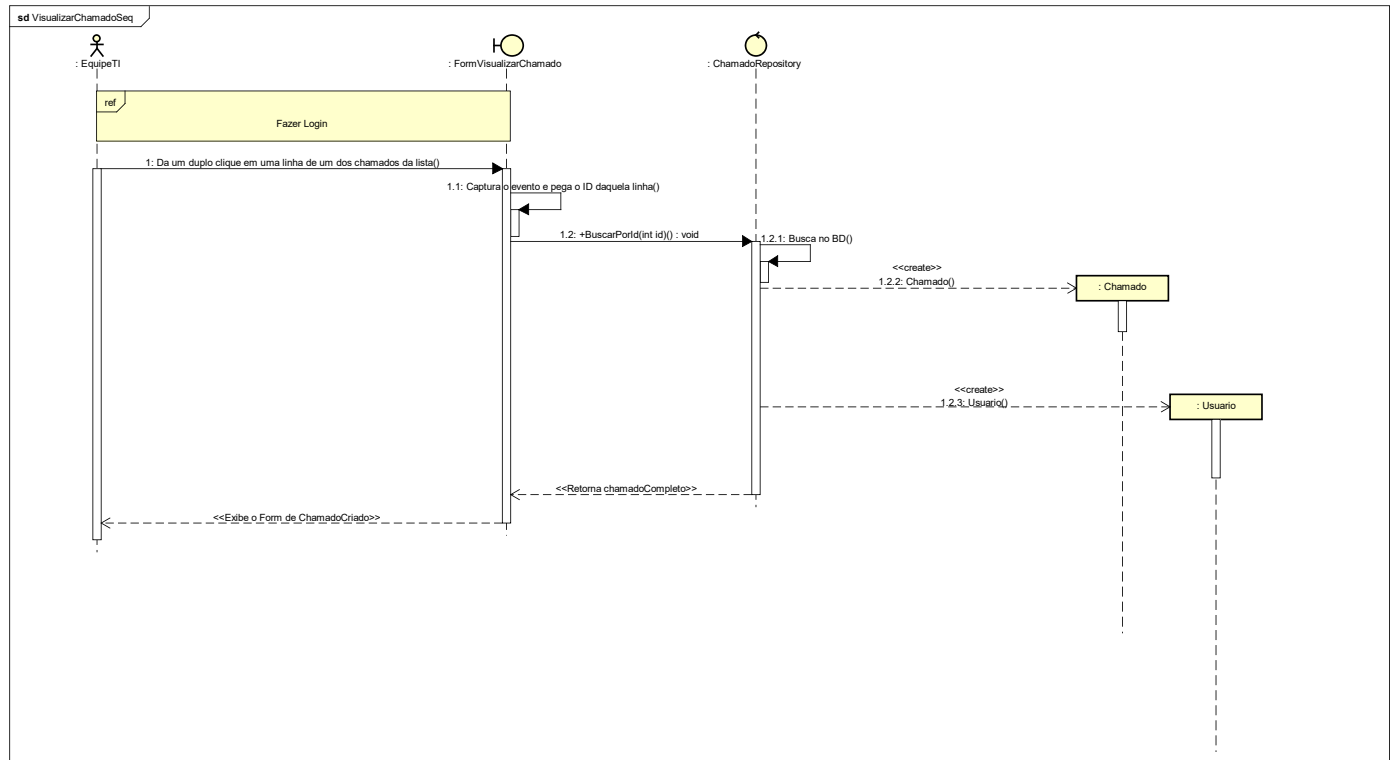 sd VisualizarChamadoSeq
: EquipeTI
: FormVisualizarChamado
: ChamadoRepository
ref
Fazer Login
1: Da um duplo clique em uma linha de um dos chamados da lista()
1.1: Captura o evento e pega o ID daquela linha()
1.2: +BuscarPorId(int id)() : void
1.2.1: Busca no BD()
<<create>>
1.2.2: Chamado()
: Chamado
<<create>>
1.2.3: Usuario()
: Usuario
<<Retorna chamadoCompleto>>
<<Exibe o Form de ChamadoCriado>>